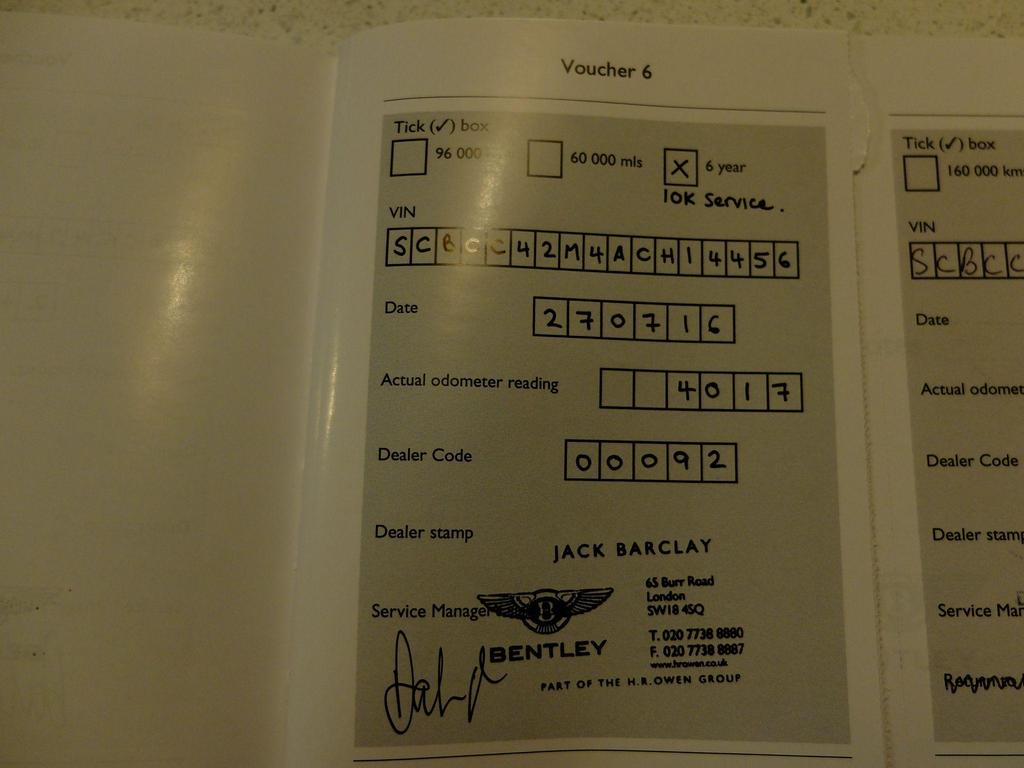 Voucher 6
Tick (✓) box
96 000
60 000 mls
X 6 year
10K Service.
VIN
SCBCC42M4ACH14456
Date
270716
Actual odometer reading
4017
Dealer Code
00092
Dealer stamp
JACK BARCLAY
65 Burr Road
London
SW18 4SQ
Service Manager
B
T. 020 7738 8880
F. 020 7738 8887
www.hrowen.co.uk
BENTLEY
PART OF THE H.R.OWEN GROUP
Tick (✓) box
160 000 km
VIN
SCBCC
Date
Actual odomet
Dealer Code
Dealer stam
Service Mar